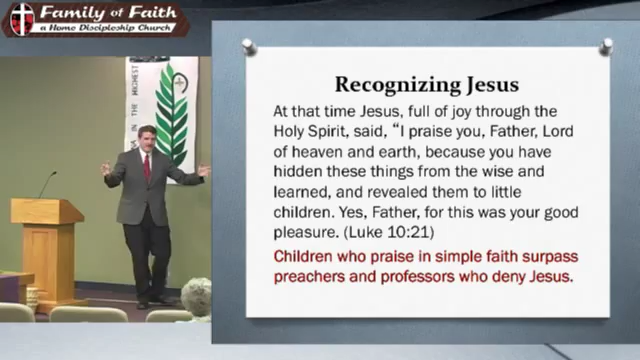 Family of Faith
a Home Discipleship Church
IN THE HIGHEST
Recognizing Jesus
At that time Jesus, full of joy through the
Holy Spirit, said, “I praise you, Father, Lord
of heaven and earth, because you have
hidden these things from the wise and
learned, and revealed them to little
children. Yes, Father, for this was your good
pleasure. (Luke 10:21)
Children who praise in simple faith surpass
preachers and professors who deny Jesus.